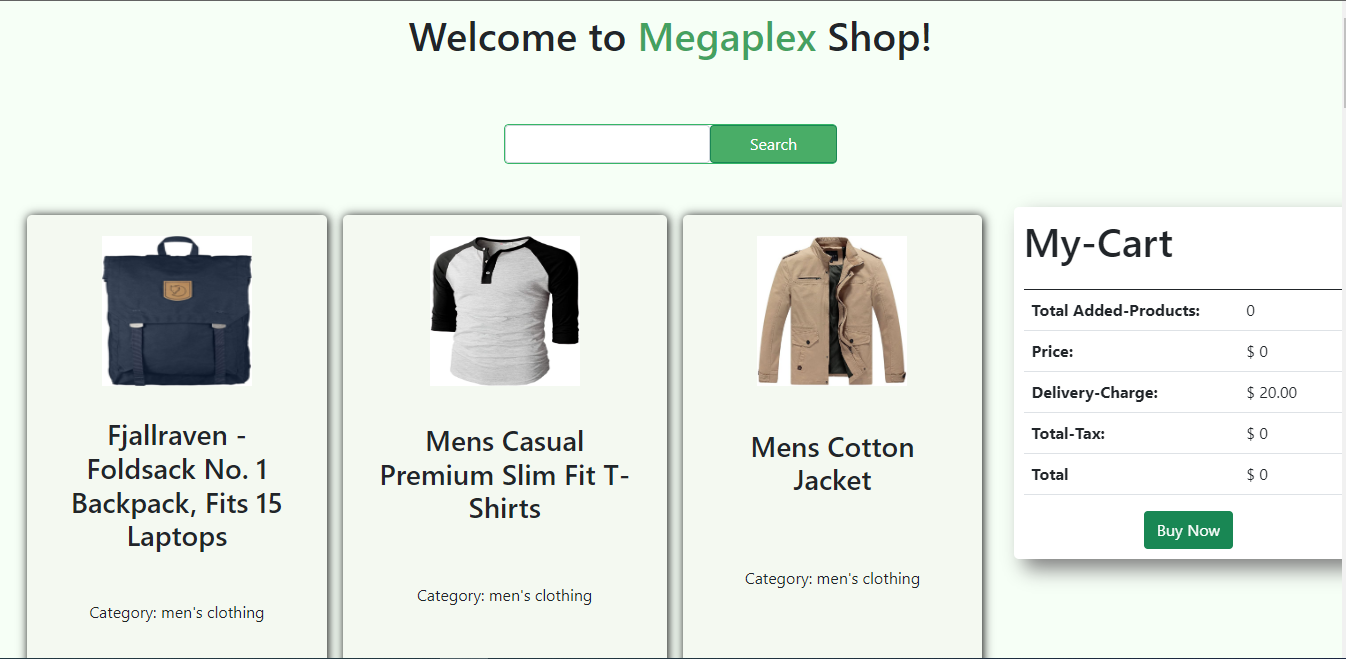 Welcome to Megaplex Shop!
Search
Fjallraven -
Foldsack No. 1
Backpack, Fits 15
Laptops
Category: men's clothing
Mens Casual
Premium Slim Fit T-
Shirts
Category: men's clothing
Mens Cotton
Jacket
Category: men's clothing
My-Cart
Total Added-Products: 0
Price: $ 0
Delivery-Charge: $ 20.00
Total-Tax: $ 0
Total $ 0
Buy Now